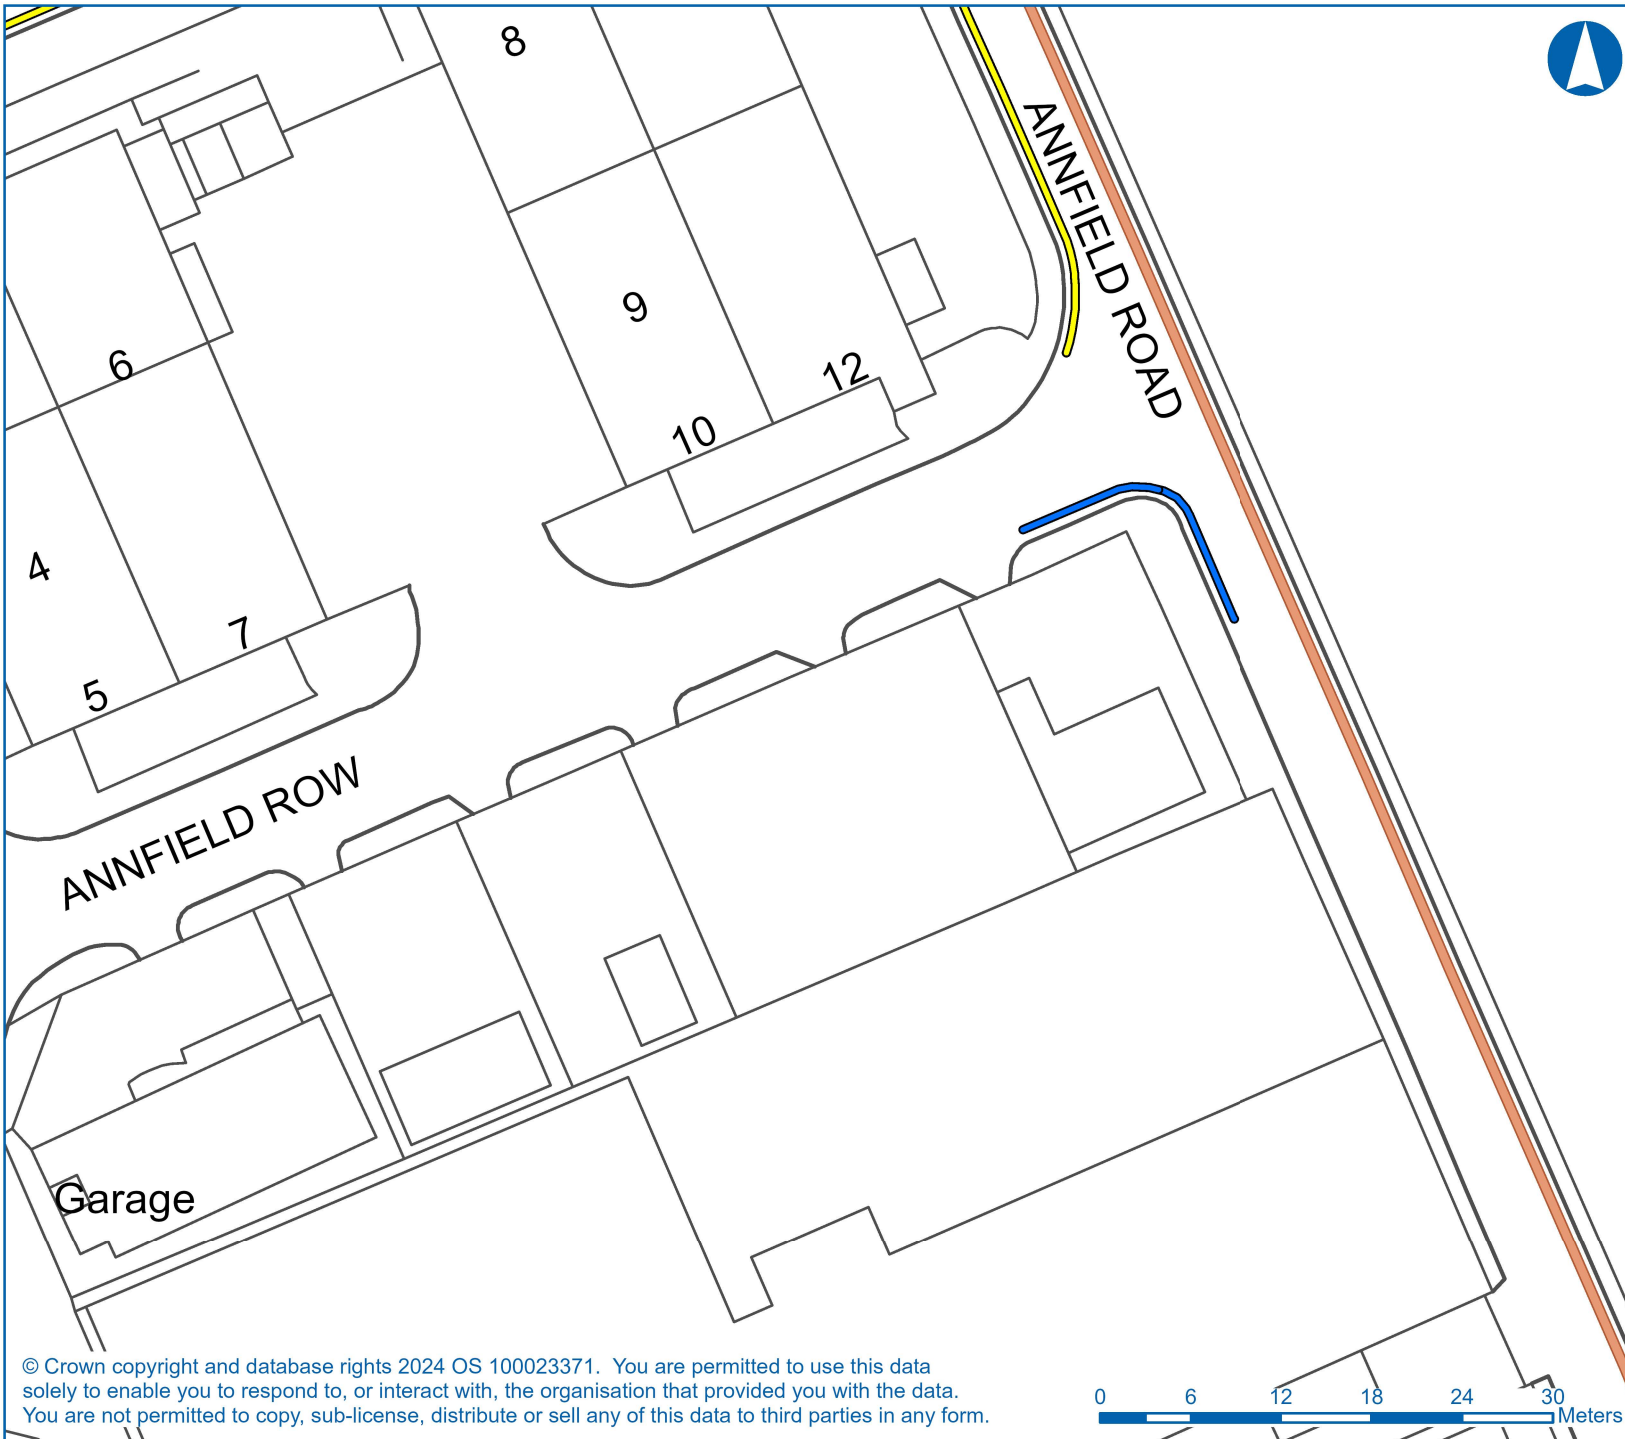 8
ANNFIELD ROAD
9
6
12
10
4
7
5
ANNFIELD ROW
Garage
© Crown copyright and database rights 2024 OS 100023371. You are permitted to use this data
solely to enable you to respond to, or interact with, the organisation that provided you with the data.
You are not permitted to copy, sub-license, distribute or sell any of this data to third parties in any form.
0 6 12 18 24 30
Meters